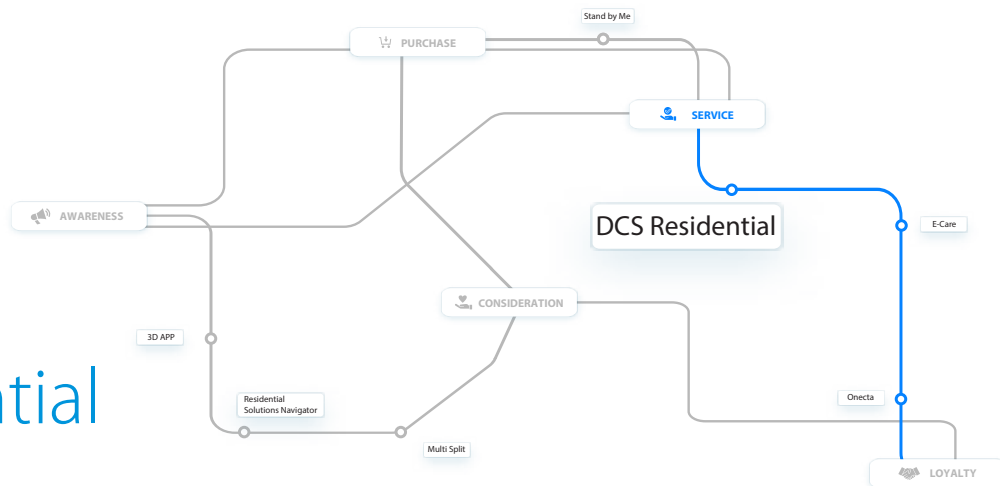 Stand by Me
PURCHASE
SERVICE
AWARENESS
DCS Residential
E-Care
CONSIDERATION
3D APP
Residential
Solutions Navigator
Onecta
Multi Split
LOYALTY